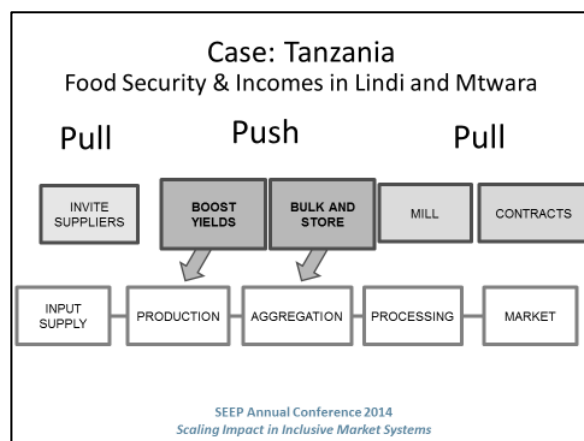 Case: Tanzania
Food Security & Incomes in Lindi and Mtwara
Pull
Push
Pull
INVITE
SUPPLIERS
BOOST
YIELDS
BULK AND
STORE
MILL
CONTRACTS
INPUT
SUPPLY
PRODUCTION
AGGREGATION
PROCESSING
MARKET
SEEP Annual Conference 2014
Scaling Impact in Inclusive Market Systems